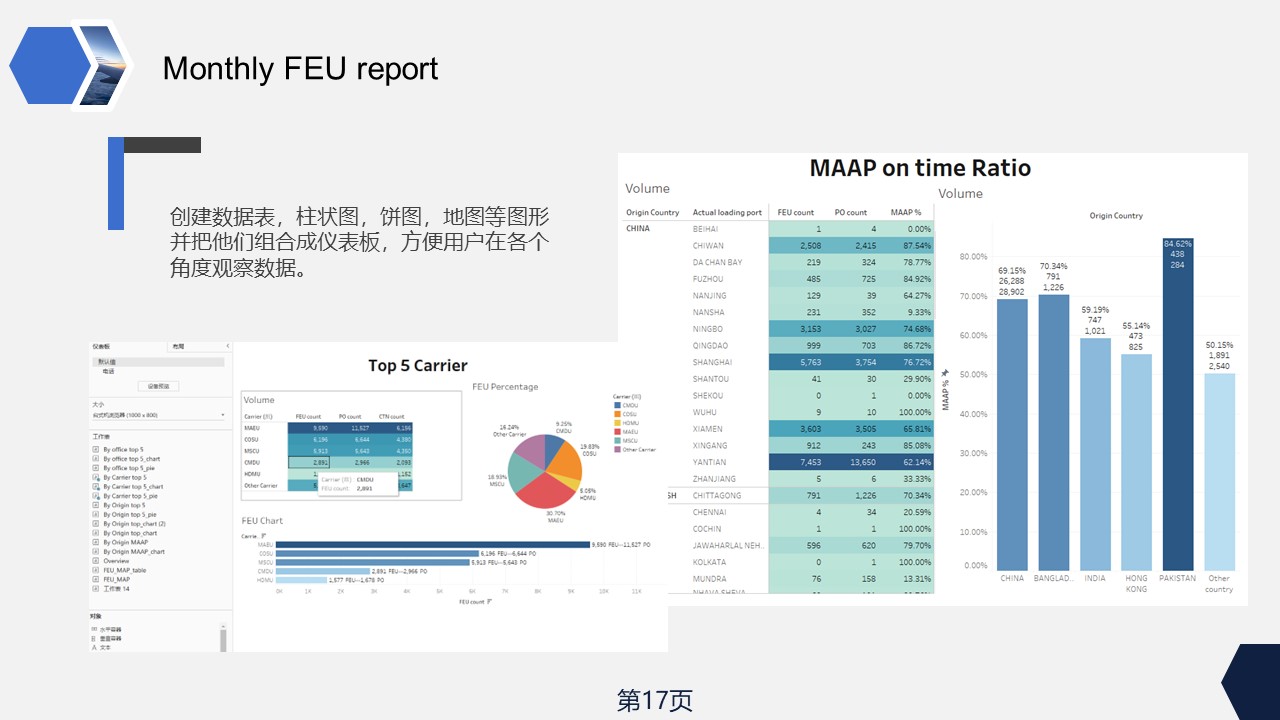 Monthly FEU report
创建数据表，柱状图，饼图，地图等图形
并把他们组合成仪表板，方便用户在各个
角度观察数据。
MAAP on time Ratio
Volume
Origin Country Actual loading port FEU count PO count MAAP %
CHINA BEIHAI 1 4 0.00%
CHIWAN 2,508 2,415 87.54%
DA CHAN BAY 219 324 78.77%
FUZHOU 485 725 84.92%
NANJING 129 39 64.27%
NANSHA 231 352 9.33%
NINGBO 3,153 3,027 74.68%
QINGDAO 999 703 86.72%
SHANGHAI 5,763 3,754 76.72%
SHANTOU 41 30 29.90%
SHEKOU 0 1 0.00%
WUHU 9 10 100.00%
XIAMEN 3,603 3,505 65.81%
XINGANG 912 243 85.08%
YANTIAN 7,453 13,650 62.14%
ZHANJIANG 5 6 33.33%
SH CHITTAGONG 791 1,226 70.34%
CHENNAI 4 34 20.59%
COCHIN 1 1 100.00%
JAWAHARLAL NEH.. 596 620 79.70%
KOLKATA 0 1 100.00%
MUNDRA 76 158 13.31%
NHAVA SHEVA
Volume
Origin Country
80.00%
70.00%
60.00%
50.00%
40.00%
30.00%
20.00%
10.00%
0.00%
MAAP %
69.15%
26,288
28,902
70.34%
791
1,226
59.19%
747
1,021
55.14%
473
825
84.62%
438
284
50.15%
1,891
2,540
CHINA BANGLAD.. INDIA HONG KONG PAKISTAN Other country
仪表板 布局
默认值
电话
设备预览
大小
台式机浏览器 (1000 x 800)
工作表
By office top 5
By office top 5_chart
By office top 5_pie
By Carrier top 5
By Carrier top 5_chart
By Carrier top 5_pie
By Origin top 5
By Origin top 5_pie
By Origin top_chart (2)
By Origin top_chart
By Origin MAAP
By Origin MAAP_chart
Overview
FEU_MAP_table
FEU_MAP
工作表 14
对象
水平容器
垂直容器
文本
Top 5 Carrier
Volume
Carrier (组) FEU count PO count CTN count
MAEU 9,590 11,527 6,156
COSU 6,196 6,644 4,380
MSCU 5,913 5,643 4,350
CMDU 2,891 2,966 2,093
HDMU
Other Carrier
Carrier (组): CMDU
FEU count: 2,891
FEU Percentage
9.25%
CMDU
19.83%
COSU
5.05%
HDMU
30.70%
MAEU
18.93%
MSCU
16.24%
Other Carrier
Carrier (组)
CMDU
COSU
HDMU
MAEU
MSCU
Other Carrier
FEU Chart
Carrie..
MAEU 9,590 FEU---11,527 PO
COSU 6,196 FEU---6,644 PO
MSCU 5,913 FEU---5,643 PO
CMDU 2,891 FEU---2,966 PO
HDMU 1,577 FEU---1,678 PO
0K 1K 2K 3K 4K 5K 6K 7K 8K 9K 10K 11K
FEU count
第17页